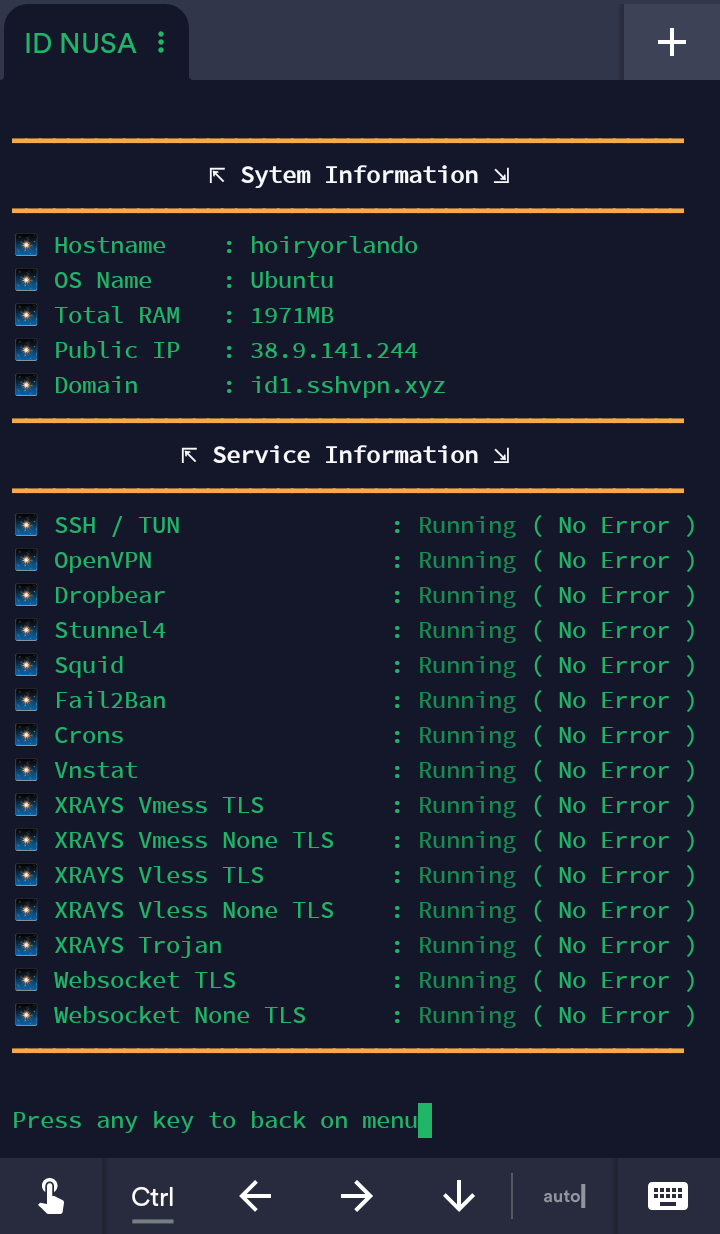 ID NUSA
⇱ Sytem Information ⇲
Hostname : hoiryorlando
OS Name : Ubuntu
Total RAM : 1971MB
Public IP : 38.9.141.244
Domain : id1.sshvpn.xyz
⇱ Service Information ⇲
SSH / TUN : Running ( No Error )
OpenVPN : Running ( No Error )
Dropbear : Running ( No Error )
Stunnel4 : Running ( No Error )
Squid : Running ( No Error )
Fail2Ban : Running ( No Error )
Crons : Running ( No Error )
Vnstat : Running ( No Error )
XRAYS Vmess TLS : Running ( No Error )
XRAYS Vmess None TLS : Running ( No Error )
XRAYS Vless TLS : Running ( No Error )
XRAYS Vless None TLS : Running ( No Error )
XRAYS Trojan : Running ( No Error )
Websocket TLS : Running ( No Error )
Websocket None TLS : Running ( No Error )
Press any key to back on menu
Ctrl auto